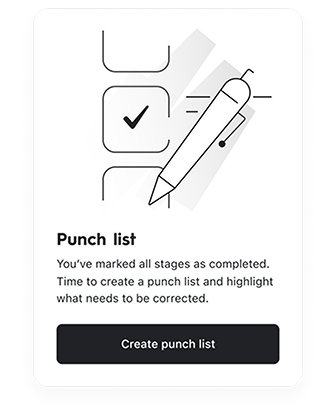 Punch list
You've marked all stages as completed.
Time to create a punch list and highlight
what needs to be corrected.
Create punch list